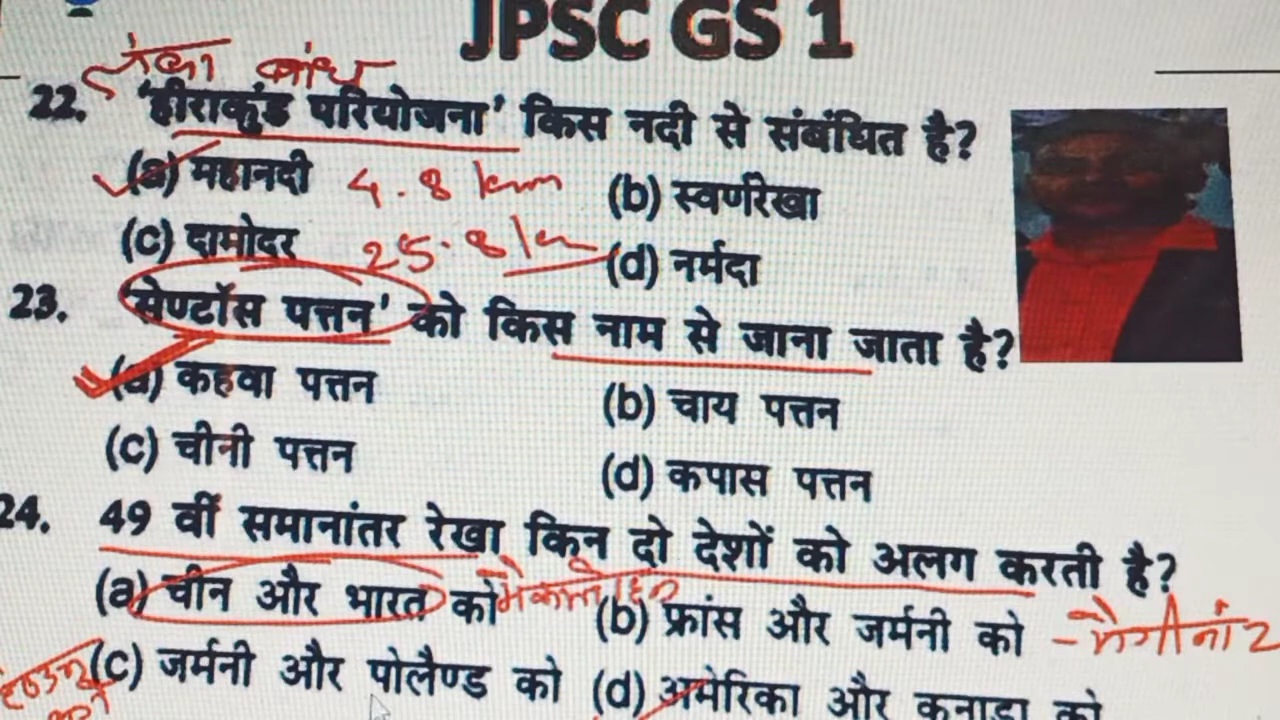 JPSC GS 1
लंबा बांध
22. 'हीराकुंड परियोजना' किस नदी से संबंधित है?
(a) महानदी 4.8 km (b) स्वर्णरेखा
(c) दामोदर 25.8 km (d) नर्मदा
23. 'सेण्टॉस पत्तन' को किस नाम से जाना जाता है?
(a) कहवा पत्तन (b) चाय पत्तन
(c) चीनी पत्तन (d) कपास पत्तन
24. 49 वीं समानांतर रेखा किन दो देशों को अलग करती है?
(a) चीन और भारत को (b) फ्रांस और जर्मनी को
(c) जर्मनी और पोलैण्ड को (d) अमेरिका और कनाडा को